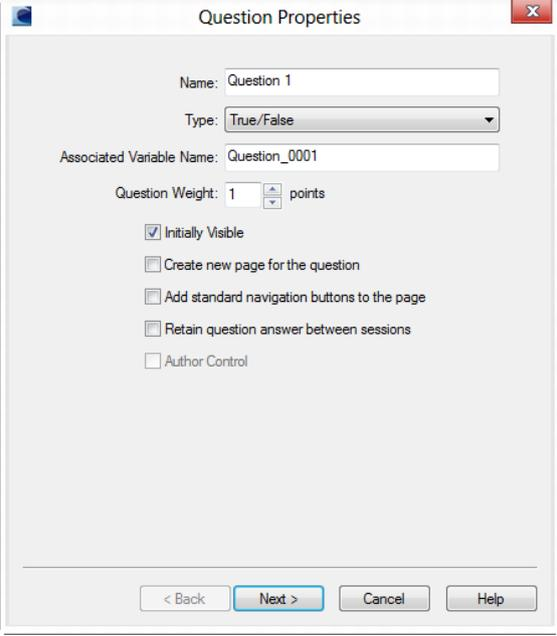 Question Properties
Name: Question 1
Type: True/False
Associated Variable Name: Question_0001
Question Weight: 1 points
Initially Visible
Create new page for the question
Add standard navigation buttons to the page
Retain question answer between sessions
Author Control
< Back Next > Cancel Help